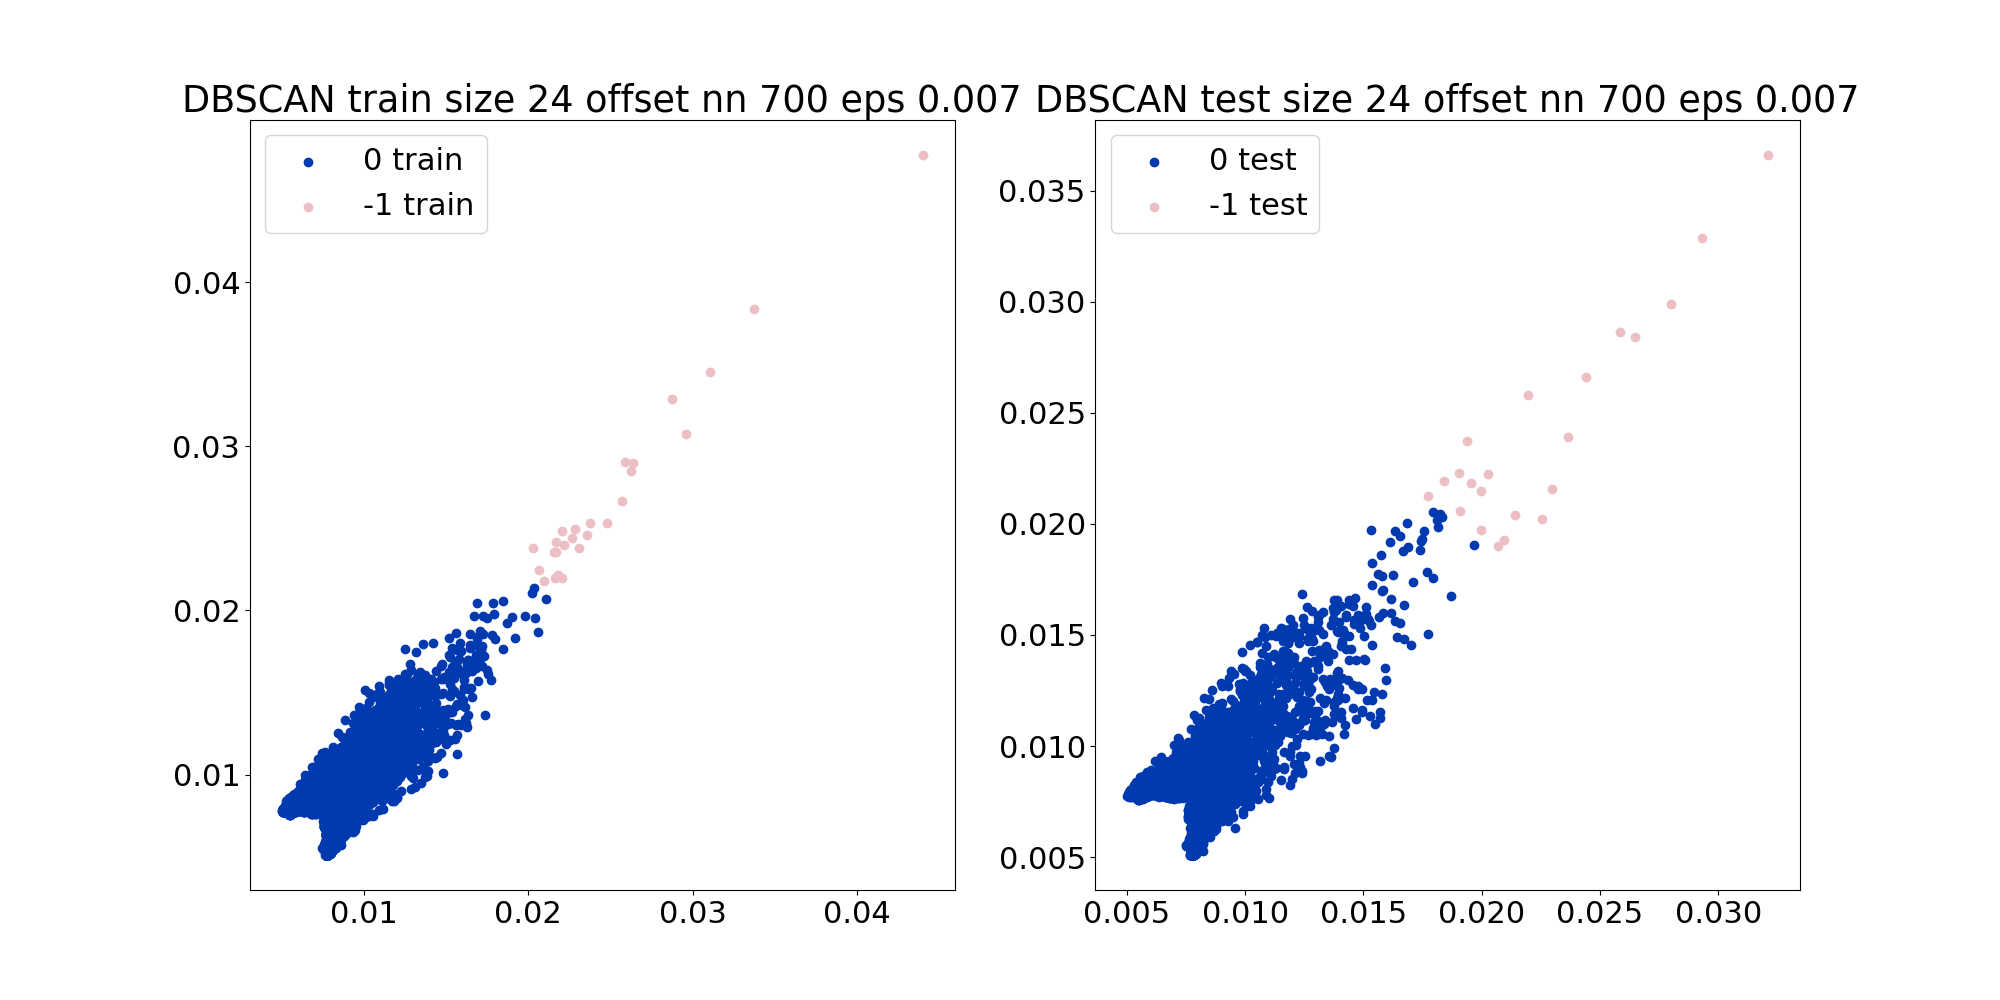 DBSCAN train size 24 offset nn 700 eps 0.007
0 train
-1 train
0.04
0.03
0.02
0.01
0.01 0.02 0.03 0.04
DBSCAN test size 24 offset nn 700 eps 0.007
0 test
-1 test
0.035
0.030
0.025
0.020
0.015
0.010
0.005
0.005 0.010 0.015 0.020 0.025 0.030